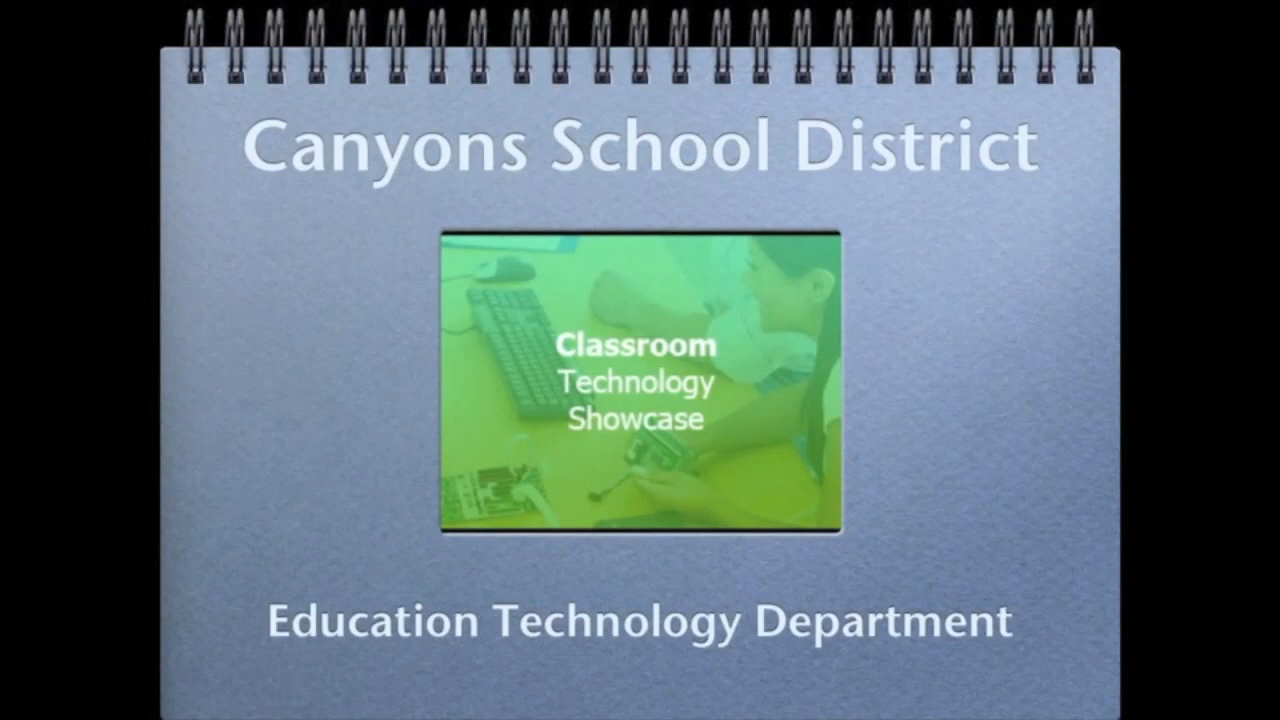 Canyons School District
Classroom
Technology
Showcase
Education Technology Department